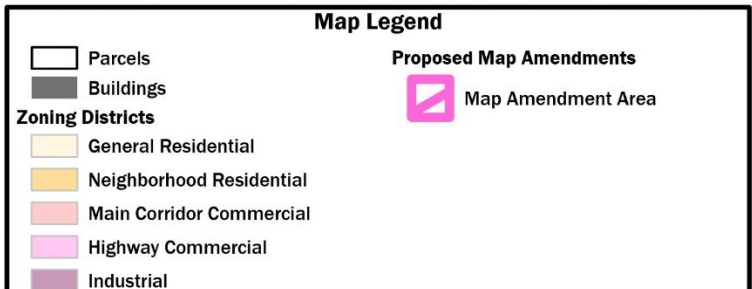 Map Legend
Parcels
Buildings
Zoning Districts
General Residential
Neighborhood Residential
Main Corridor Commercial
Highway Commercial
Industrial
Proposed Map Amendments
Map Amendment Area